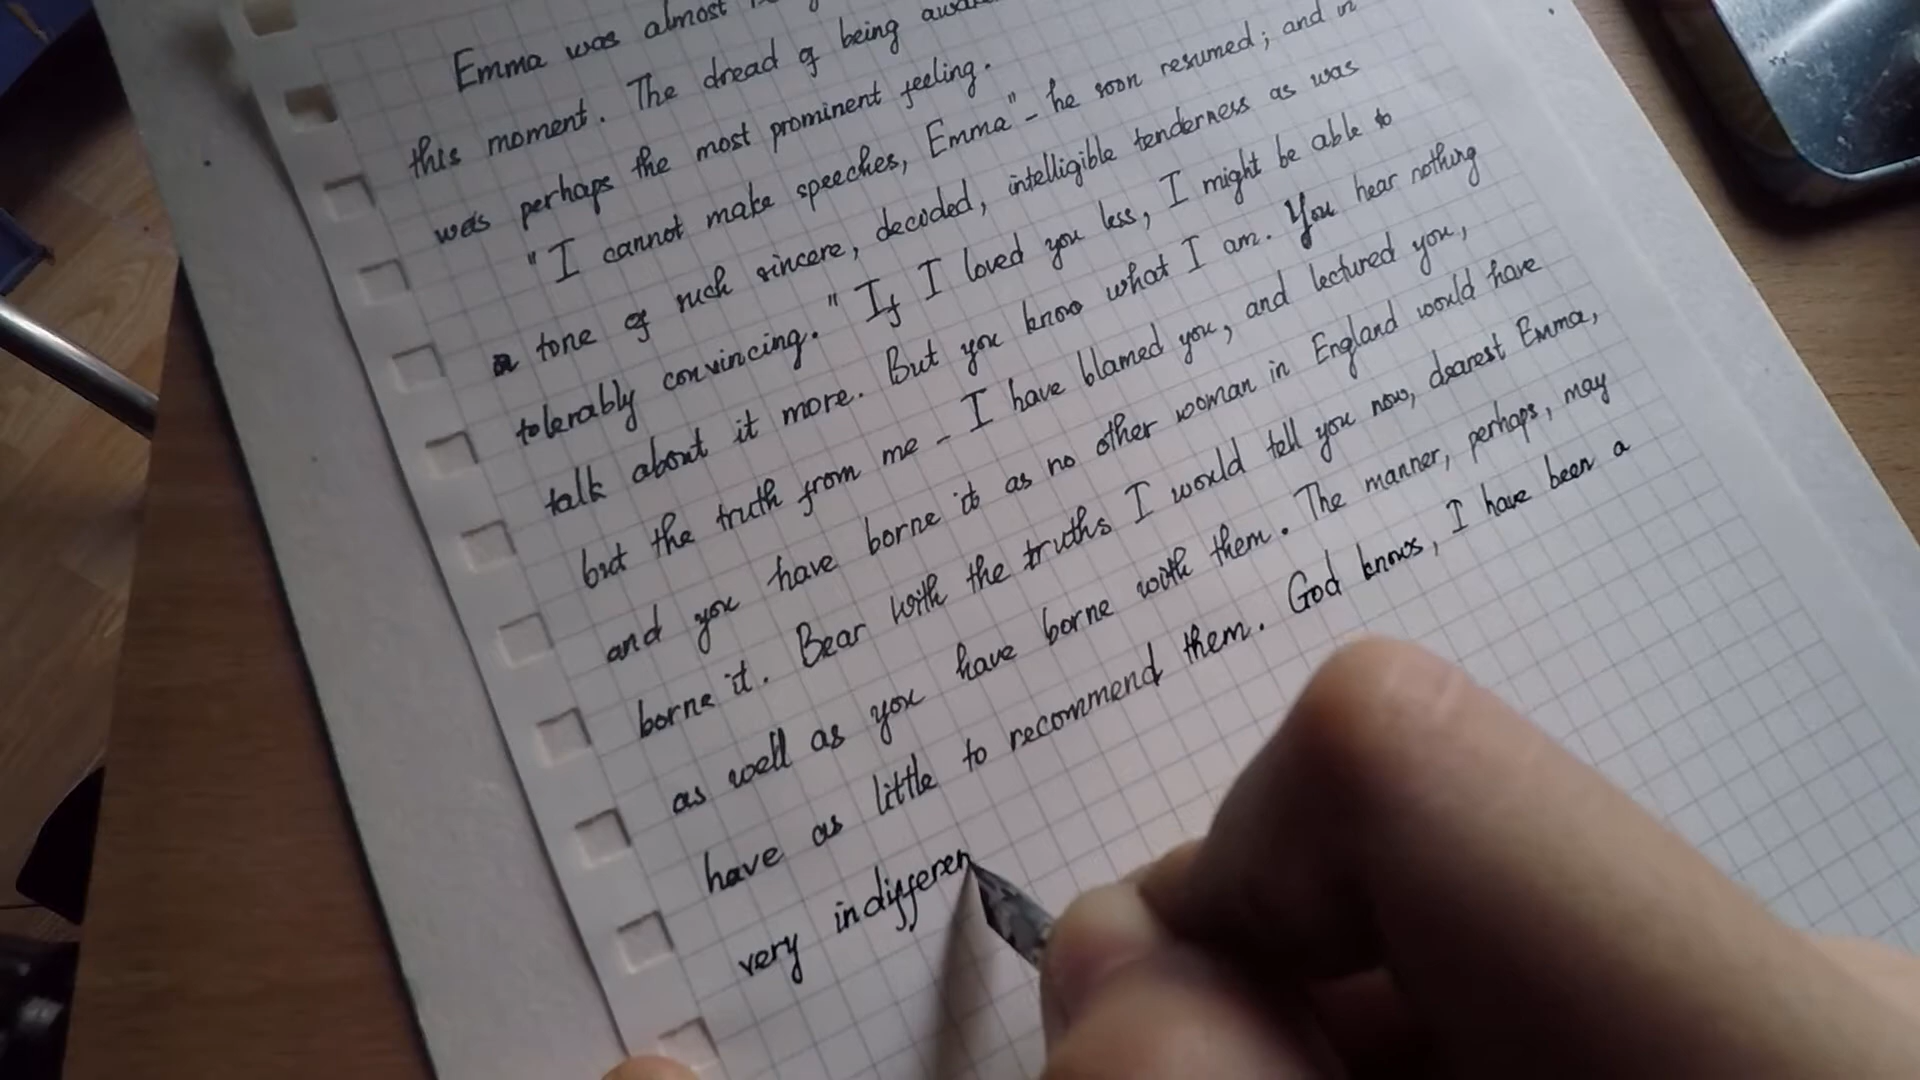 Emma was almost
this moment. The dread of being
was perhaps the most prominent feeling.
"I cannot make speeches, Emma" - he soon resumed; and in
a tone of such sincere, decoded, intelligible tenderness as was
tolerably convincing. "If I loved you less, I might be able to
talk about it more. But you know what I am. You hear nothing
but the truth from me - I have blamed you, and lectured you,
and you have borne it as no other woman in England would have
borne it. Bear with the truths I would tell you now, dearest Emma,
as well as you have borne with them. The manner, perhaps, may
have as little to recommend them. God knows, I have been a
very indifferen